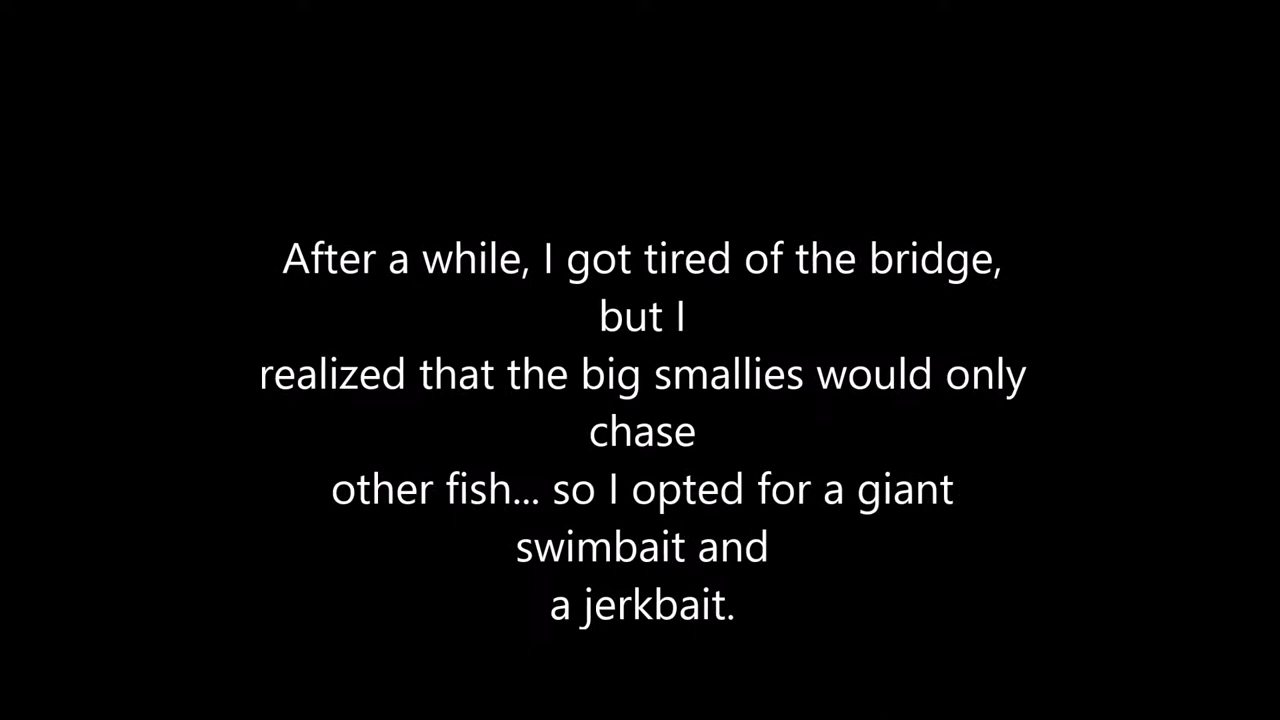 After a while, I got tired of the bridge,
but I
realized that the big smallies would only
chase
other fish... so I opted for a giant
swimbait and
a jerkbait.